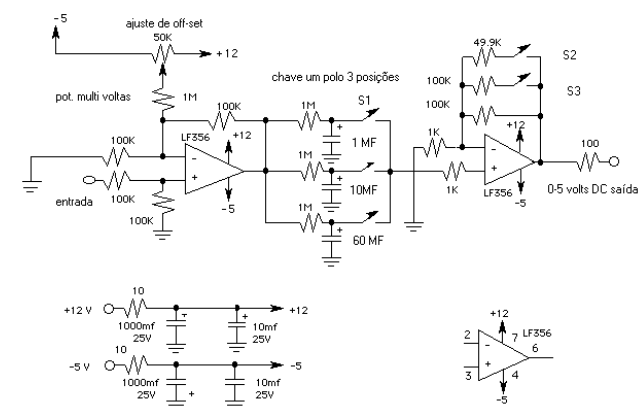 -5
ajuste de off-set
50K
+12
pot. multi voltas
1M
chave um polo 3 posições
49.9K
S2
100K
S3
100K
100K
1M
S1
+12
1 MF
LF356
+12
100K
-
+
-5
1K
-
+
1K
LF356
-5
100
0-5 volts DC saída
1M
10MF
entrada
100K
100K
1M
60 MF
+12 V
10
+12
1000mf
25V
+
+
10mf
25V
-5 V
10
-5
1000mf
25V
+
10mf
25V
+12
2
-
7
LF356
6
3
+
4
-5